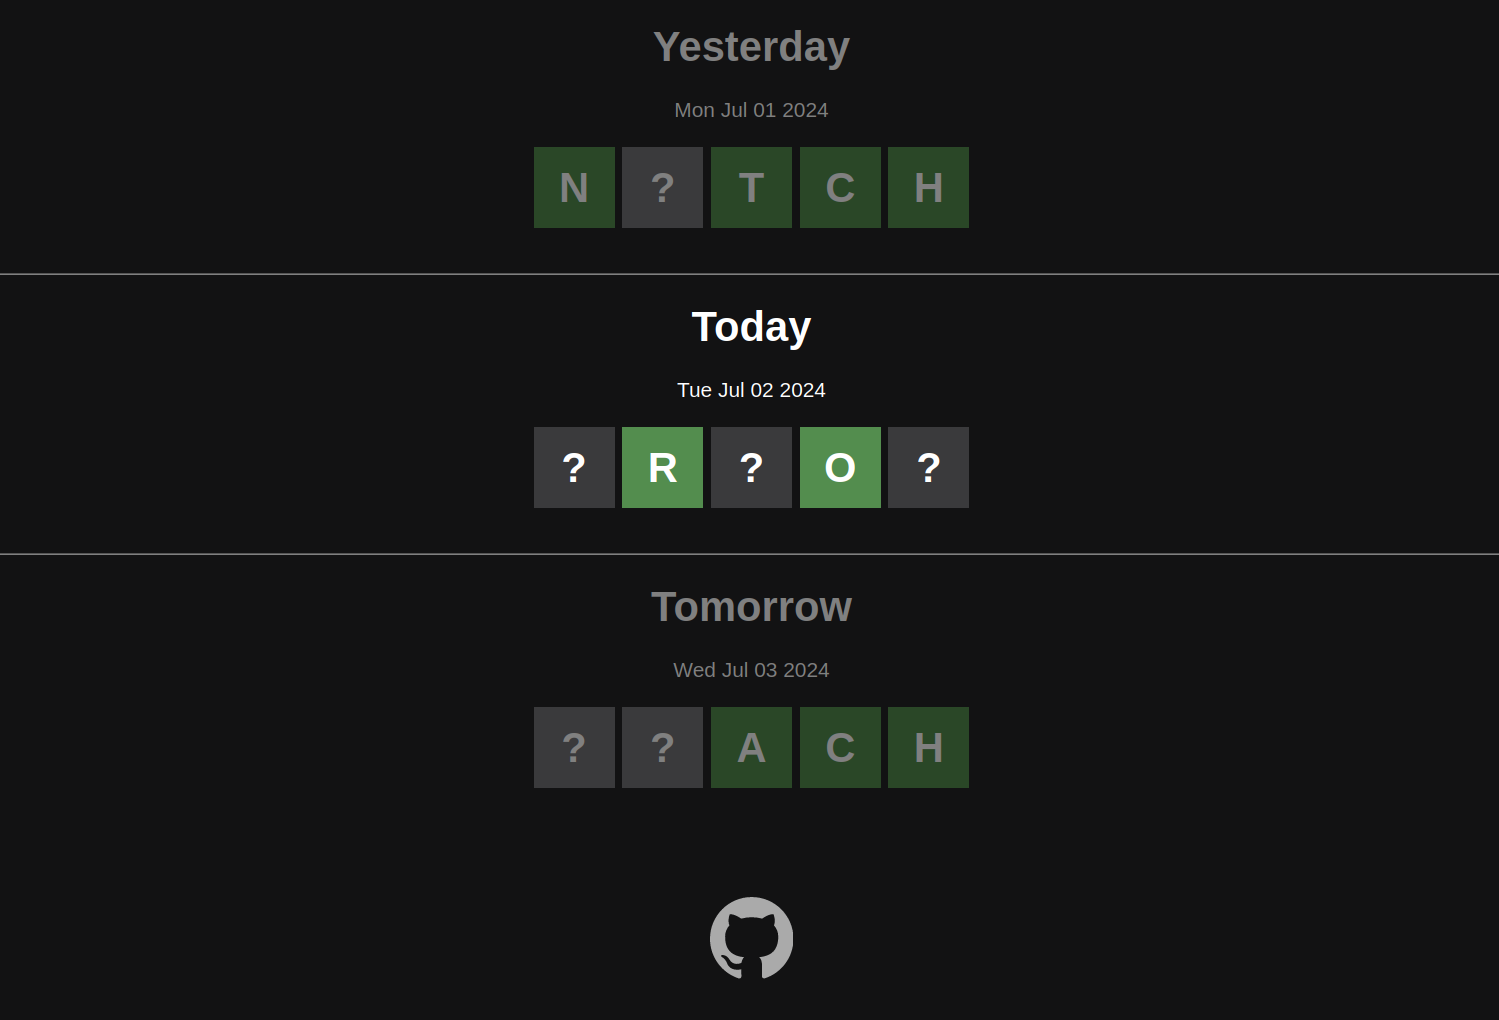 Yesterday
Mon Jul 01 2024
N ? T C H
Today
Tue Jul 02 2024
? R ? O ?
Tomorrow
Wed Jul 03 2024
? ? A C H